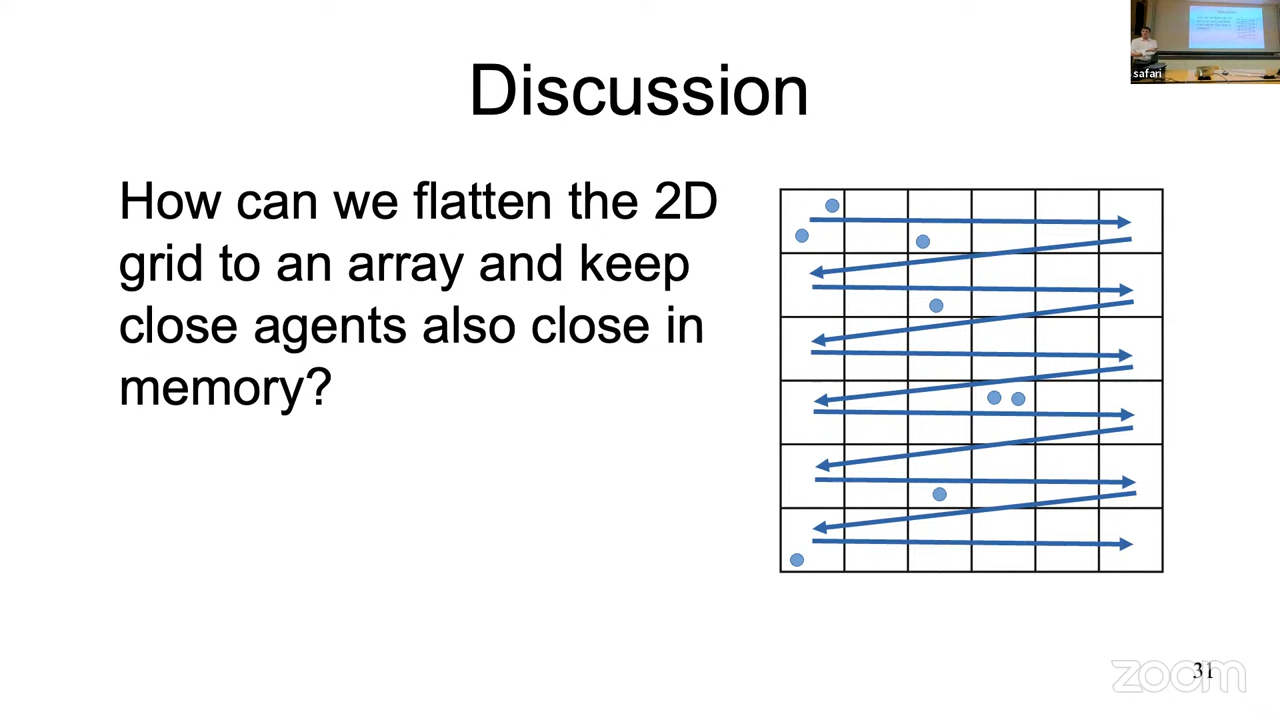 Discussion
safari
How can we flatten the 2D
grid to an array and keep
close agents also close in
memory?
31
zoom